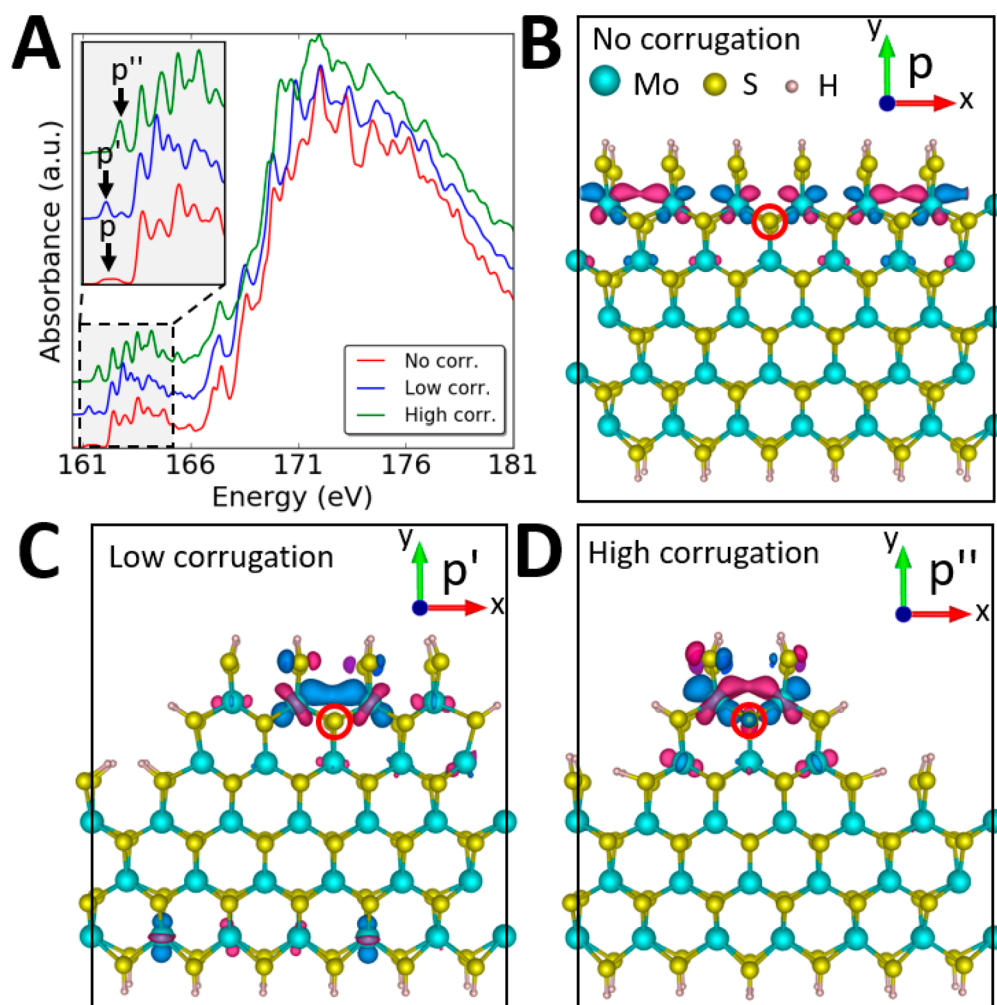 A
Absorbance (a.u.)
p"
p'
p
No corr.
Low corr.
High corr.
161 166 171 176 181
Energy (eV)
B
No corrugation
Mo S H
y
p
x
C
Low corrugation
y
p'
x
D
High corrugation
y
p"
x